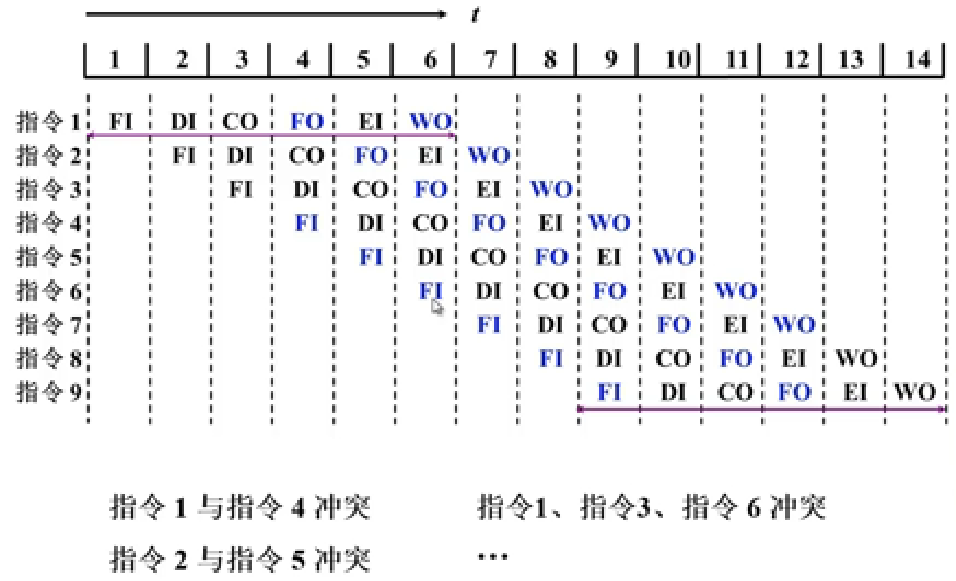 t
1 2 3 4 5 6 7 8 9 10 11 12 13 14
指令 1 FI DI CO FO EI WO
指令 2 FI DI CO FO EI WO
指令 3 FI DI CO FO EI WO
指令 4 FI DI CO FO EI WO
指令 5 FI DI CO FO EI WO
指令 6 FI DI CO FO EI WO
指令 7 FI DI CO FO EI WO
指令 8 FI DI CO FO EI WO
指令 9 FI DI CO FO EI WO
指令 1 与指令 4 冲突 指令1、指令3、指令 6 冲突
指令 2 与指令 5 冲突 …